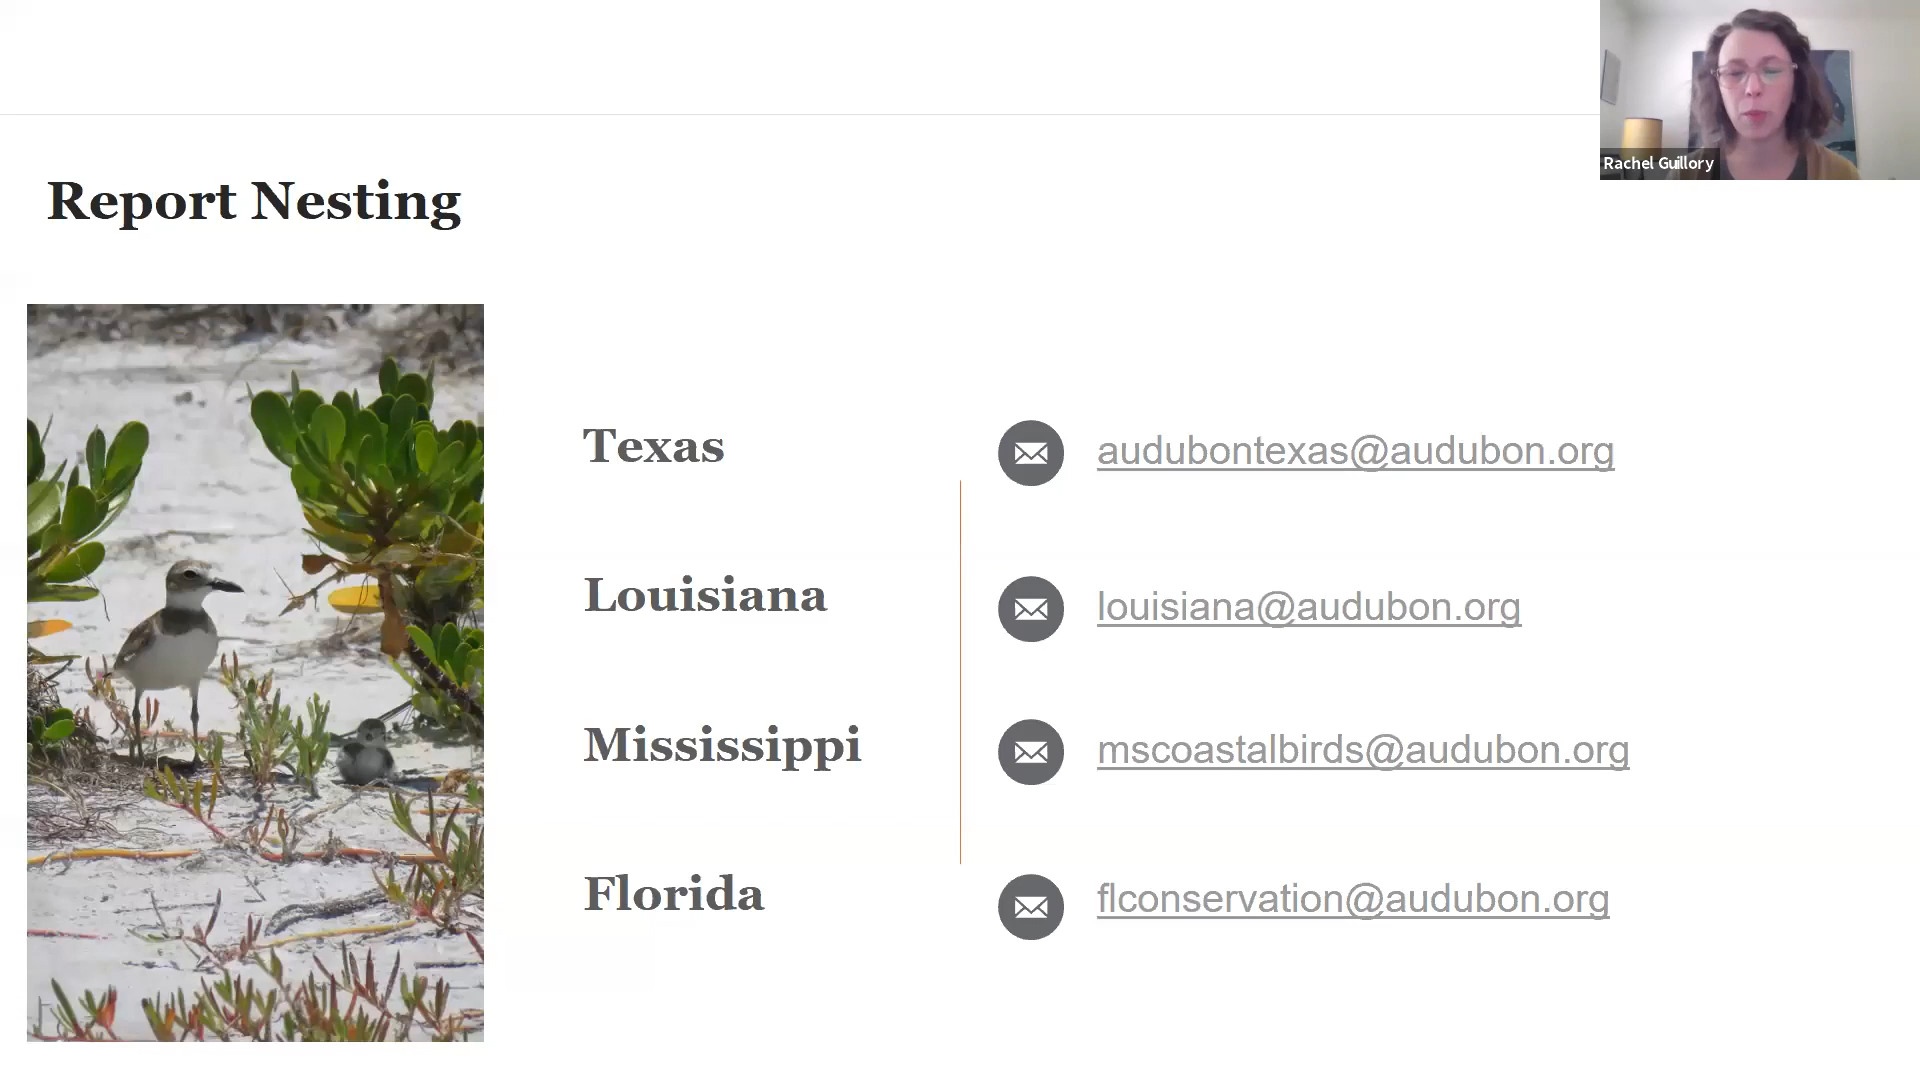 Rachel Guillory
Report Nesting
Texas
audubontexas@audubon.org
Louisiana
louisiana@audubon.org
Mississippi
mscoastalbirds@audubon.org
Florida
flconservation@audubon.org